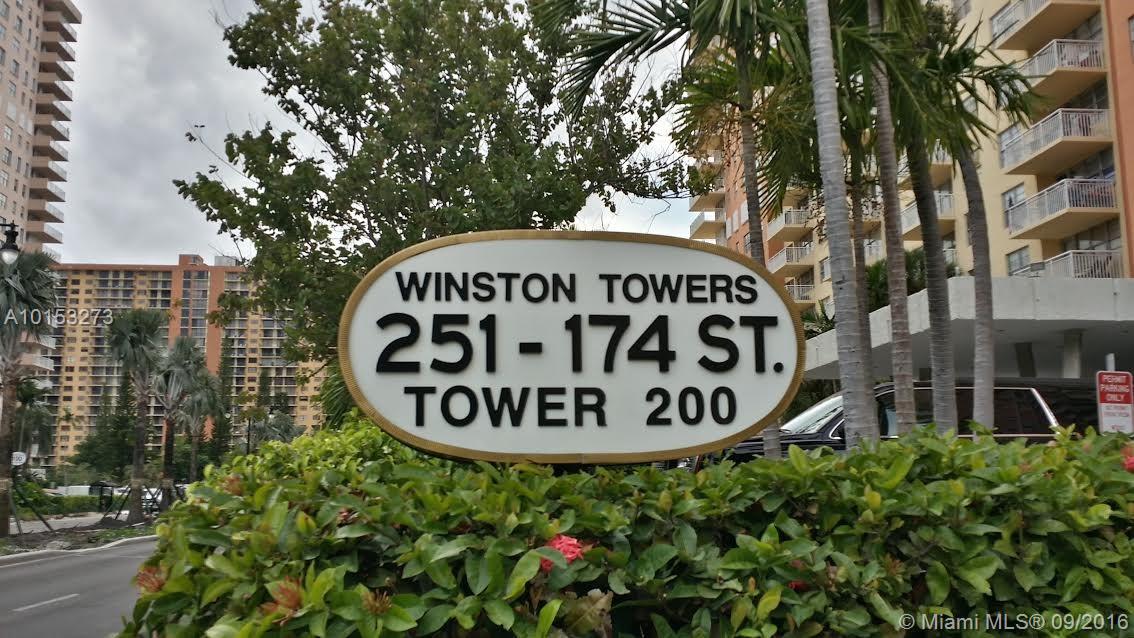 WINSTON TOWERS
251-174 ST.
TOWER 200
A10153273
PERMIT
PARKING
ONLY
© Miami MLS® 09/2016